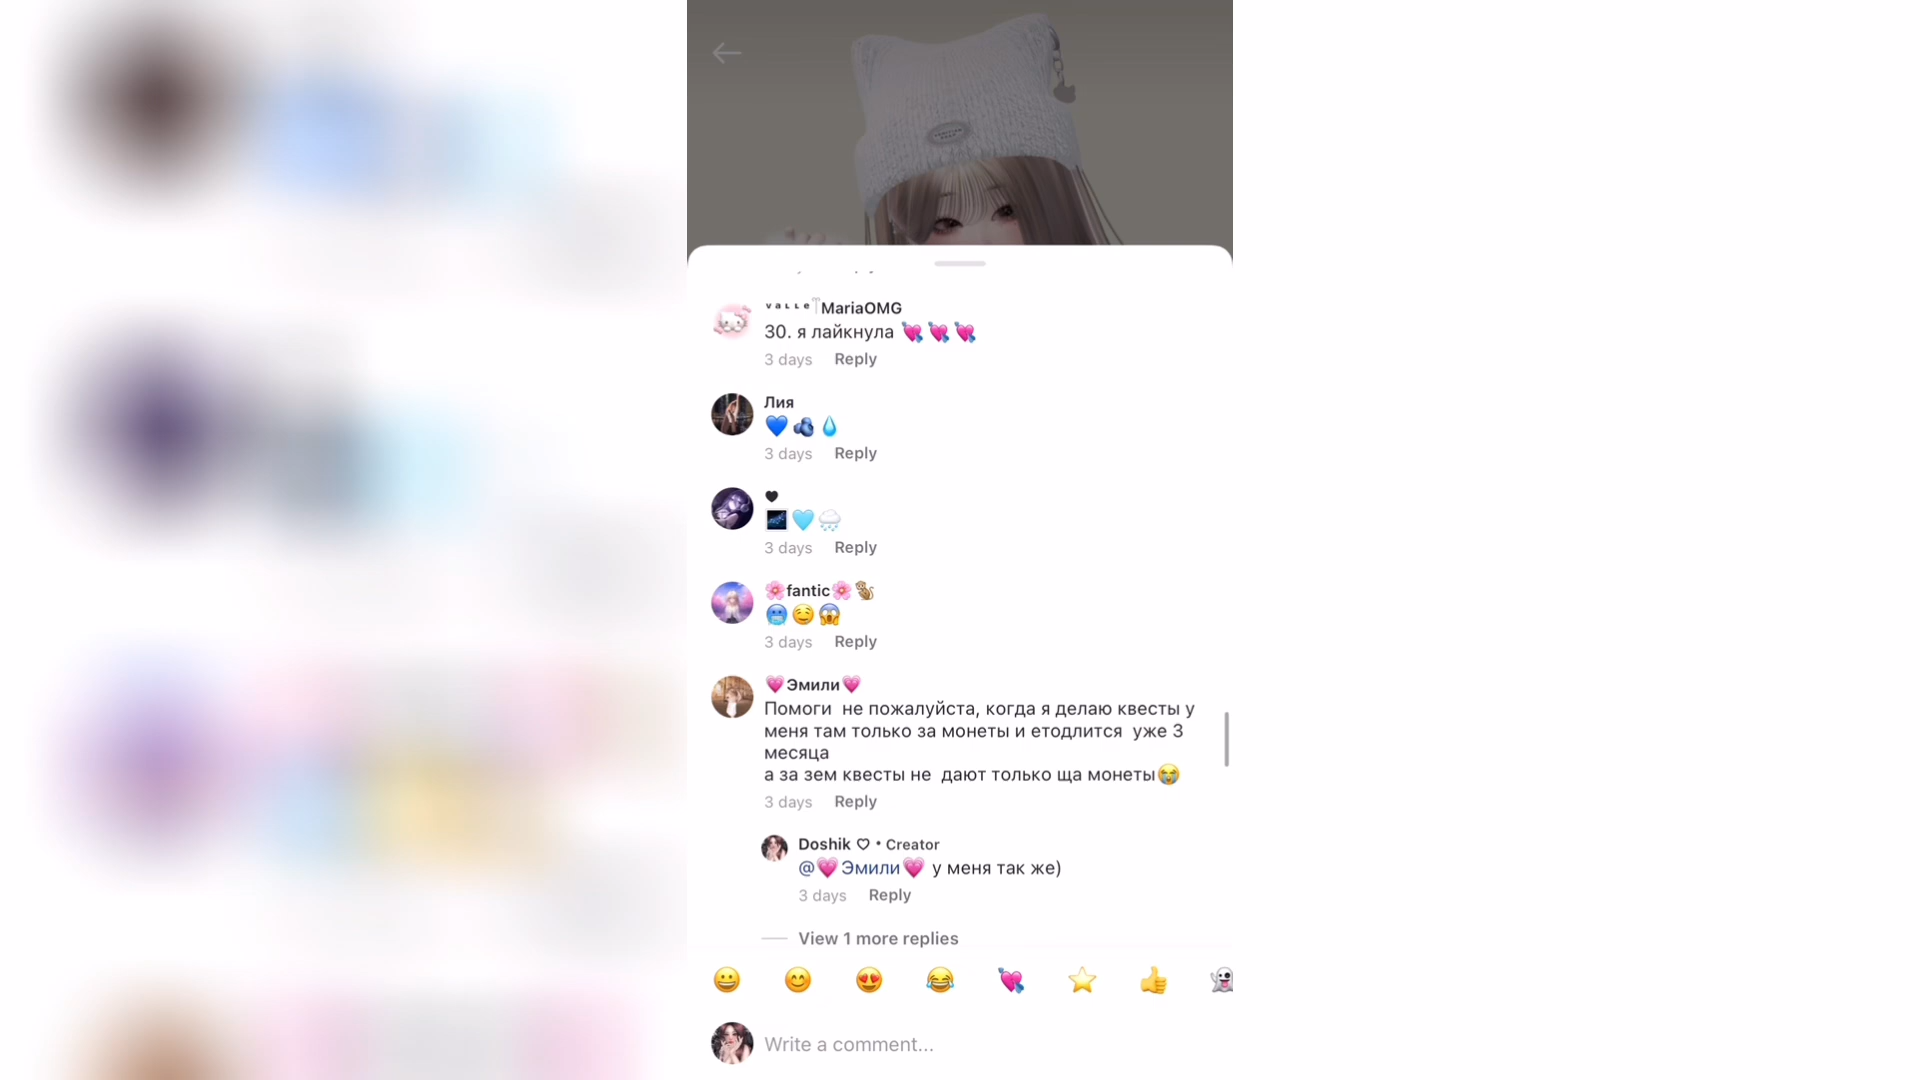 ᵛᵃᴸᴸᵉMariaOMG
30. я лайкнула 💘💘💘
3 days Reply
Лия
💙🫐💧
3 days Reply
🖤
🌌🩵🌧️
3 days Reply
🌸fantic🌸🐒
🥶🤤😱
3 days Reply
💗Эмили💗
Помоги  не пожалуйста, когда я делаю квесты у
меня там только за монеты и етодлится  уже 3
месяца
а за зем квесты не  дают только ща монеты😭
3 days Reply
Doshik ♡ • Creator
@💗Эмили💗 у меня так же)
3 days Reply
View 1 more replies
😀 😊 😍 😂 💘 ⭐ 👍 👻
Write a comment...